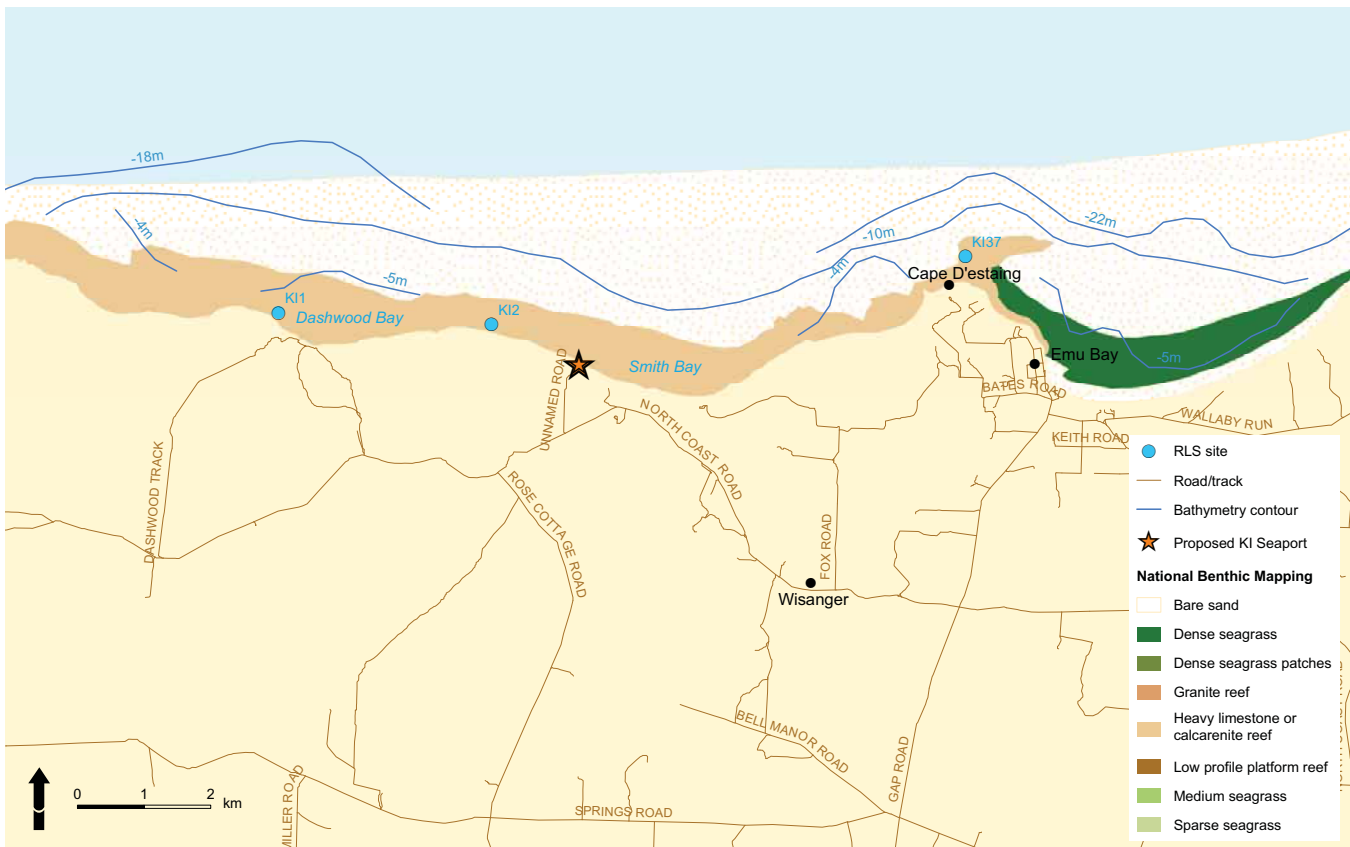 -18m
-4m
-5m
-10m
-4m
-22m
-5m
KI1
Dashwood Bay
KI2
Smith Bay
KI37
Cape D'estaing
Emu Bay
BATES ROAD
WALLABY RUN
KEITH ROAD
UNNAMED ROAD
NORTH COAST ROAD
DASHWOOD TRACK
ROSE COTTAGE ROAD
FOX ROAD
Wisanger
BELL MANOR ROAD
GAP ROAD
SPRINGS ROAD
MILLER ROAD
0 1 2
km
RLS site
Road/track
Bathymetry contour
Proposed KI Seaport
National Benthic Mapping
Bare sand
Dense seagrass
Dense seagrass patches
Granite reef
Heavy limestone or
calcarenite reef
Low profile platform reef
Medium seagrass
Sparse seagrass